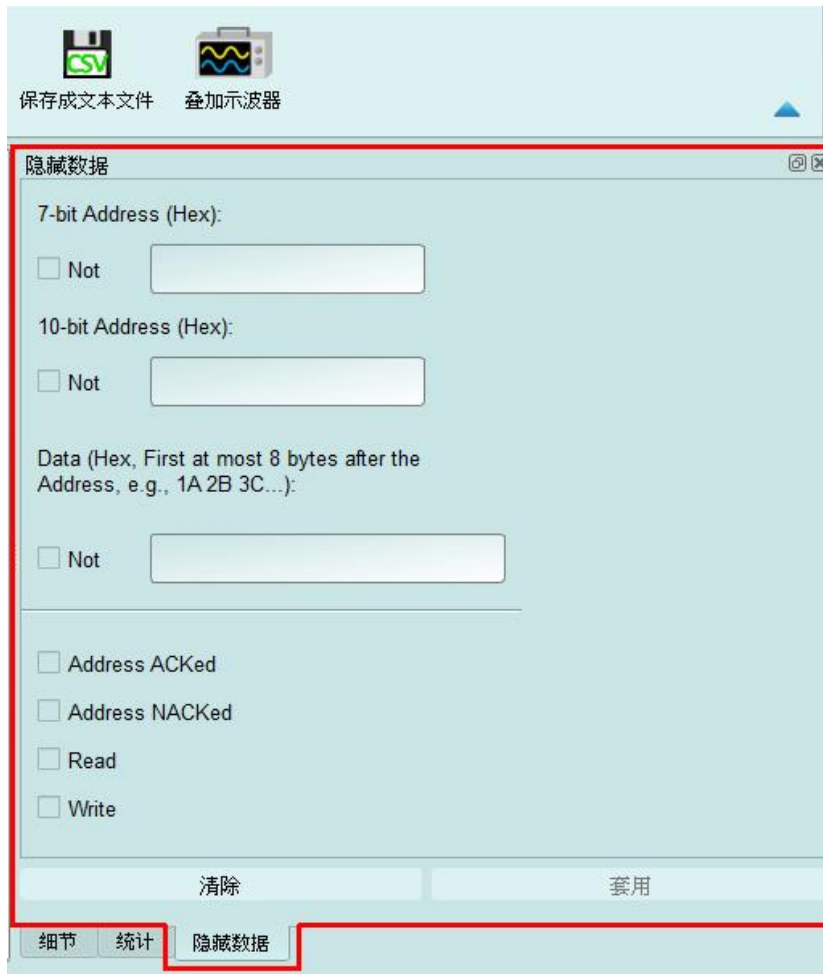 CSV
保存成文本文件
叠加示波器
隐藏数据
7-bit Address (Hex):
Not
10-bit Address (Hex):
Not
Data (Hex, First at most 8 bytes after the
Address, e.g., 1A 2B 3C...):
Not
Address ACKed
Address NACKed
Read
Write
清除
套用
细节
统计
隐藏数据